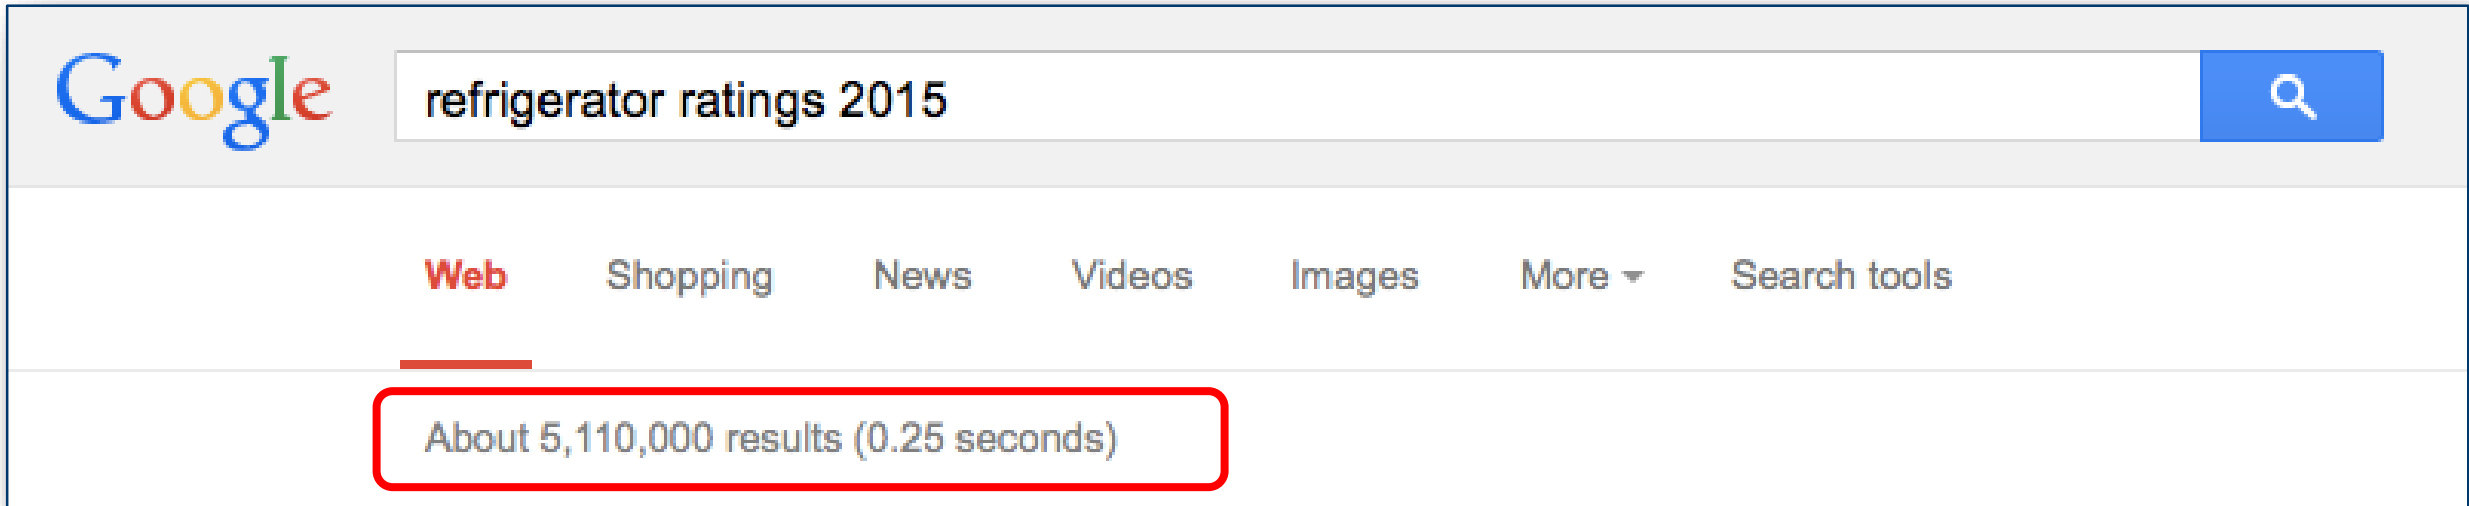 Google refrigerator ratings 2015
Web Shopping News Videos Images More Search tools
About 5,110,000 results (0.25 seconds)